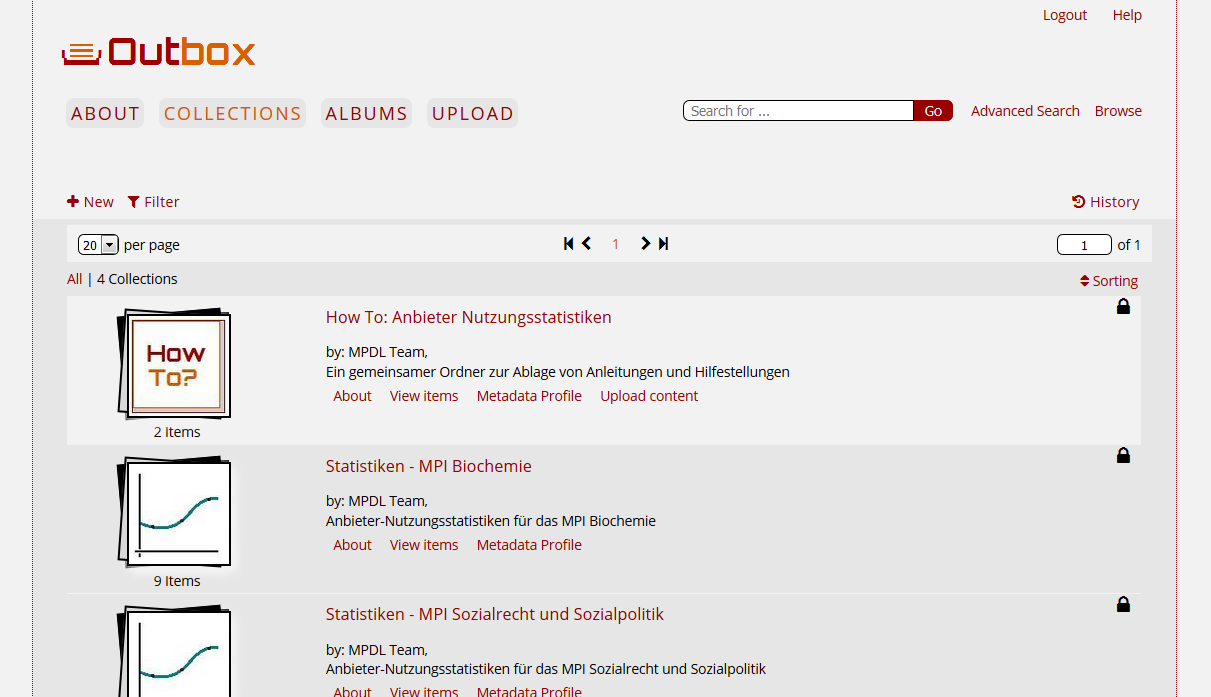 Logout Help
Outbox
ABOUT COLLECTIONS ALBUMS UPLOAD
Search for ... Go Advanced Search Browse
New Filter History
20 per page 1 1 of 1
All | 4 Collections Sorting
How To: Anbieter Nutzungsstatistiken
How
To?
by: MPDL Team,
Ein gemeinsamer Ordner zur Ablage von Anleitungen und Hilfestellungen
About View items Metadata Profile Upload content
2 Items
Statistiken - MPI Biochemie
by: MPDL Team,
Anbieter-Nutzungsstatistiken für das MPI Biochemie
About View items Metadata Profile
9 Items
Statistiken - MPI Sozialrecht und Sozialpolitik
by: MPDL Team,
Anbieter-Nutzungsstatistiken für das MPI Sozialrecht und Sozialpolitik
About View items Metadata Profile